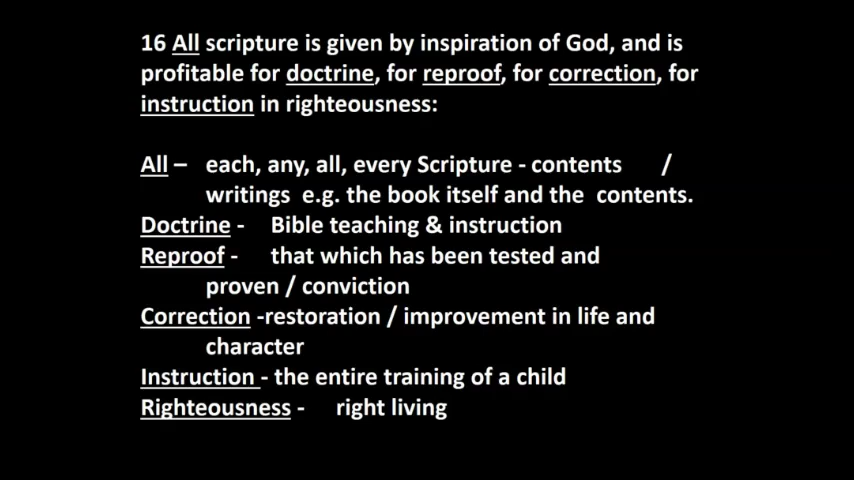 16 All scripture is given by inspiration of God, and is
profitable for doctrine, for reproof, for correction, for
instruction in righteousness:
All – each, any, all, every Scripture - contents /
writings e.g. the book itself and the contents.
Doctrine - Bible teaching & instruction
Reproof - that which has been tested and
proven / conviction
Correction -restoration / improvement in life and
character
Instruction - the entire training of a child
Righteousness - right living